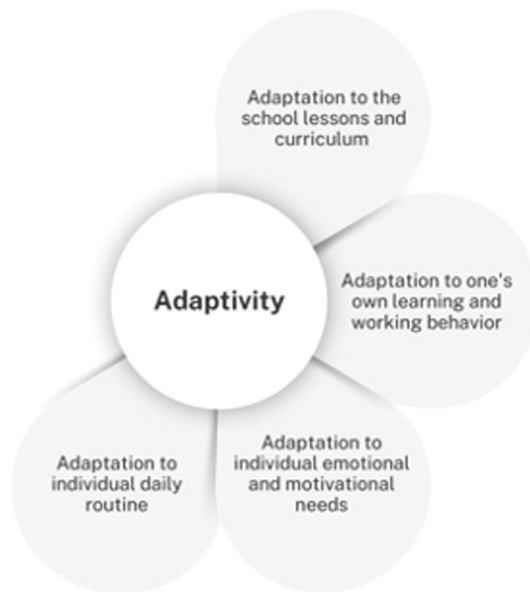 Adaptation to the
school lessons and
curriculum
Adaptivity
Adaptation to one's
own learning and
working behavior
Adaptation to
individual emotional
and motivational
needs
Adaptation to
individual daily
routine